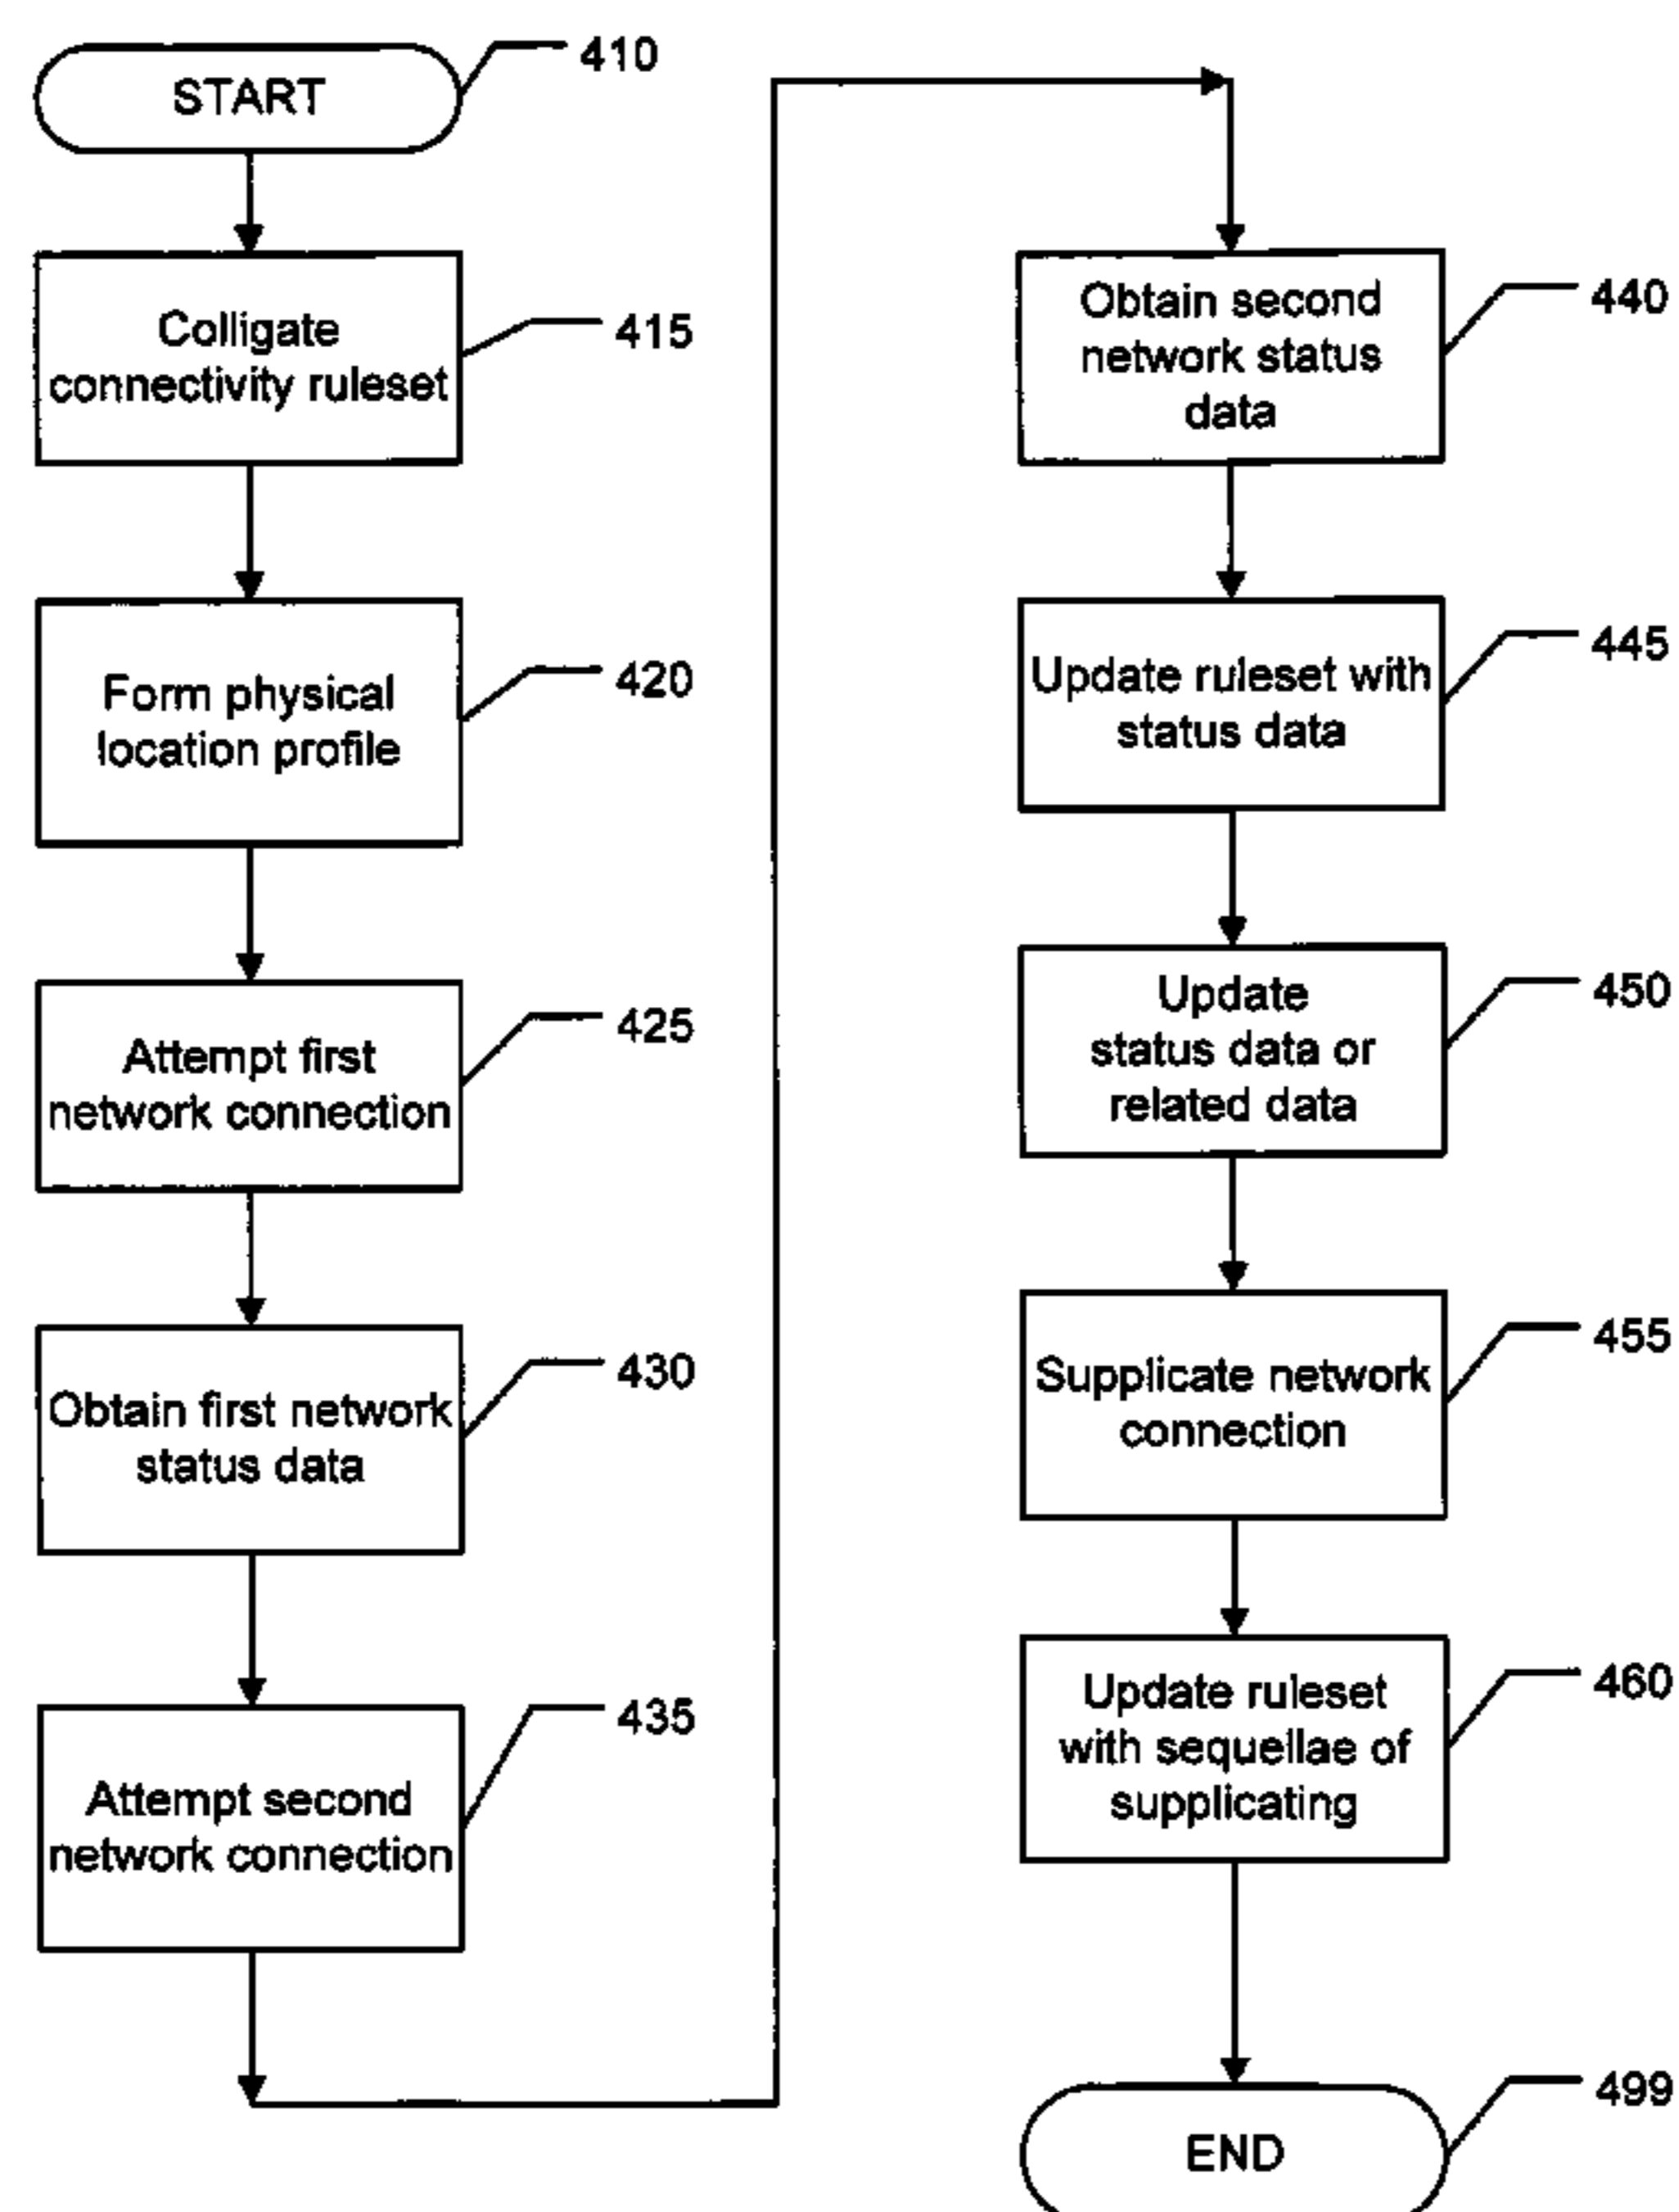 START
410
Colligate
connectivity ruleset
415
Form physical
location profile
420
Attempt first
network connection
425
Obtain first network
status data
430
Attempt second
network connection
435
Obtain second
network status
data
440
Update ruleset with
status data
445
Update
status data or
related data
450
Supplicate network
connection
455
Update ruleset
with sequellae of
supplicating
460
END
499